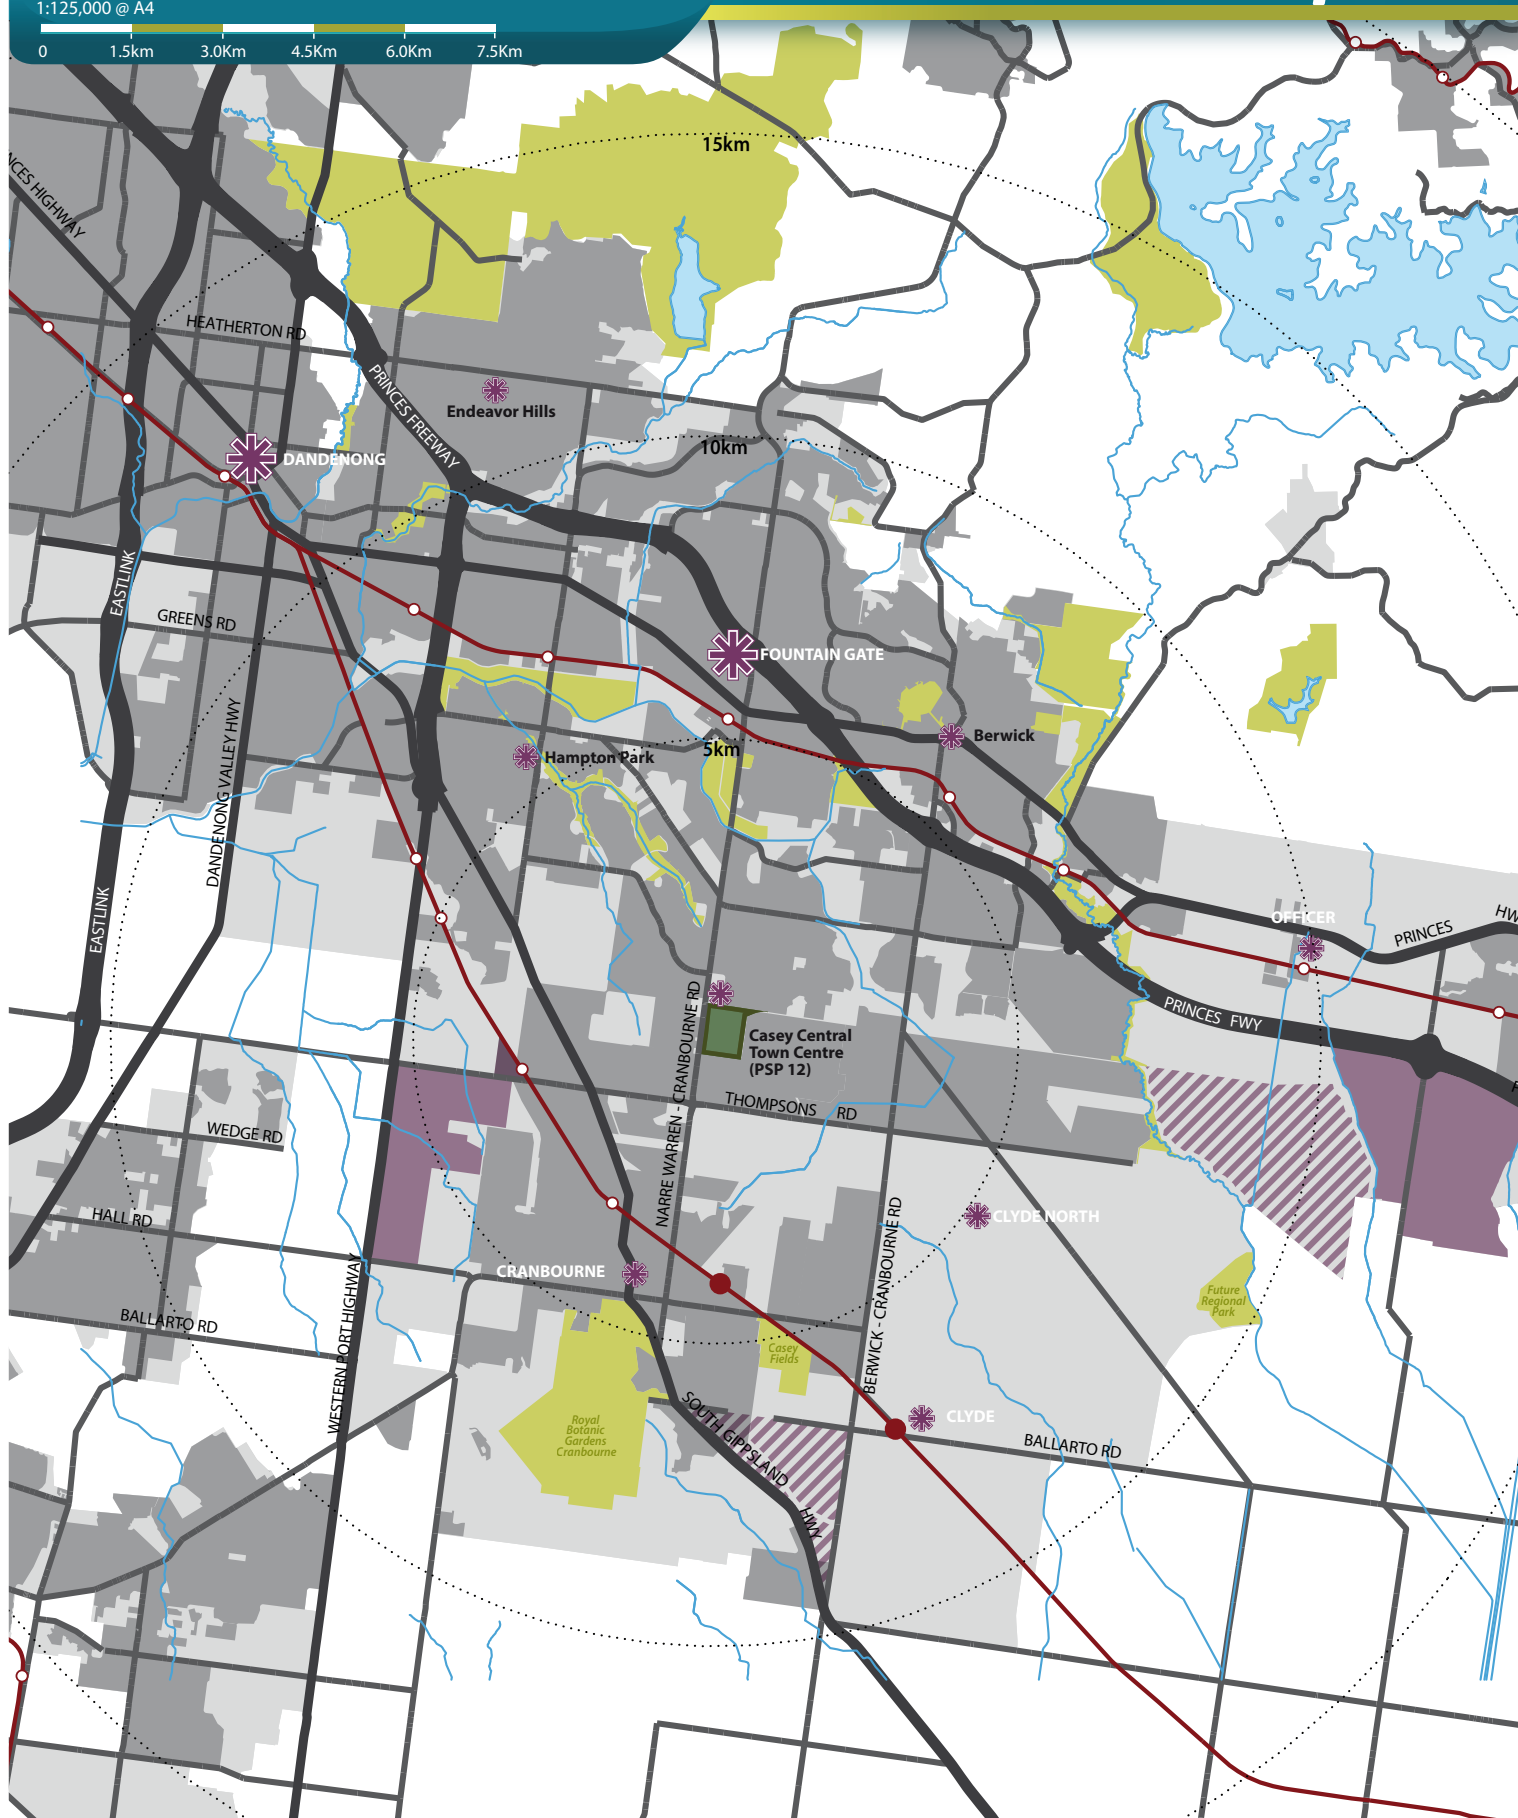 1:125,000 @ A4
0 1.5km 3.0Km 4.5Km 6.0Km 7.5Km
15km
NCES HIGHWAY
HEATHERTON RD
PRINCES FREEWAY
Endeavor Hills
10km
DANDENONG
EASTLINK
GREENS RD
FOUNTAIN GATE
DANDENONG VALLEY HWY
Hampton Park
5km
Berwick
EASTLINK
OFFICER
PRINCES
HW
PRINCES FWY
NARRE WARREN - CRANBOURNE RD
Casey Central
Town Centre
(PSP 12)
THOMPSONS RD
WEDGE RD
HALL RD
CLYDE NORTH
BERWICK - CRANBOURNE RD
CRANBOURNE
WESTERN PORT HIGHWAY
BALLARTO RD
Future
Regional
Park
Casey
Fields
Royal
Botanic
Gardens
Cranbourne
SOUTH GIPPSLAND
HWY
CLYDE
BALLARTO RD